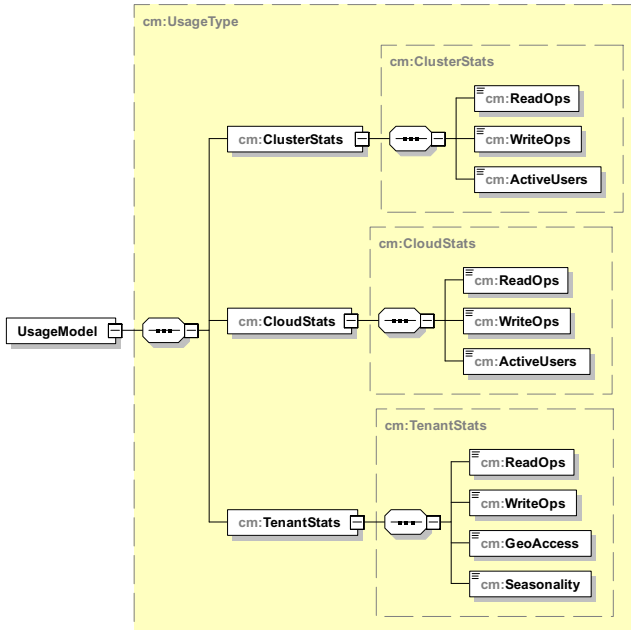 cm:UsageType
cm:ClusterStats
cm:ReadOps
cm:ClusterStats
cm:WriteOps
cm:ActiveUsers
cm:CloudStats
cm:ReadOps
UsageModel
cm:CloudStats
cm:WriteOps
cm:ActiveUsers
cm:TenantStats
cm:ReadOps
cm:WriteOps
cm:TenantStats
cm:GeoAccess
cm:Seasonality